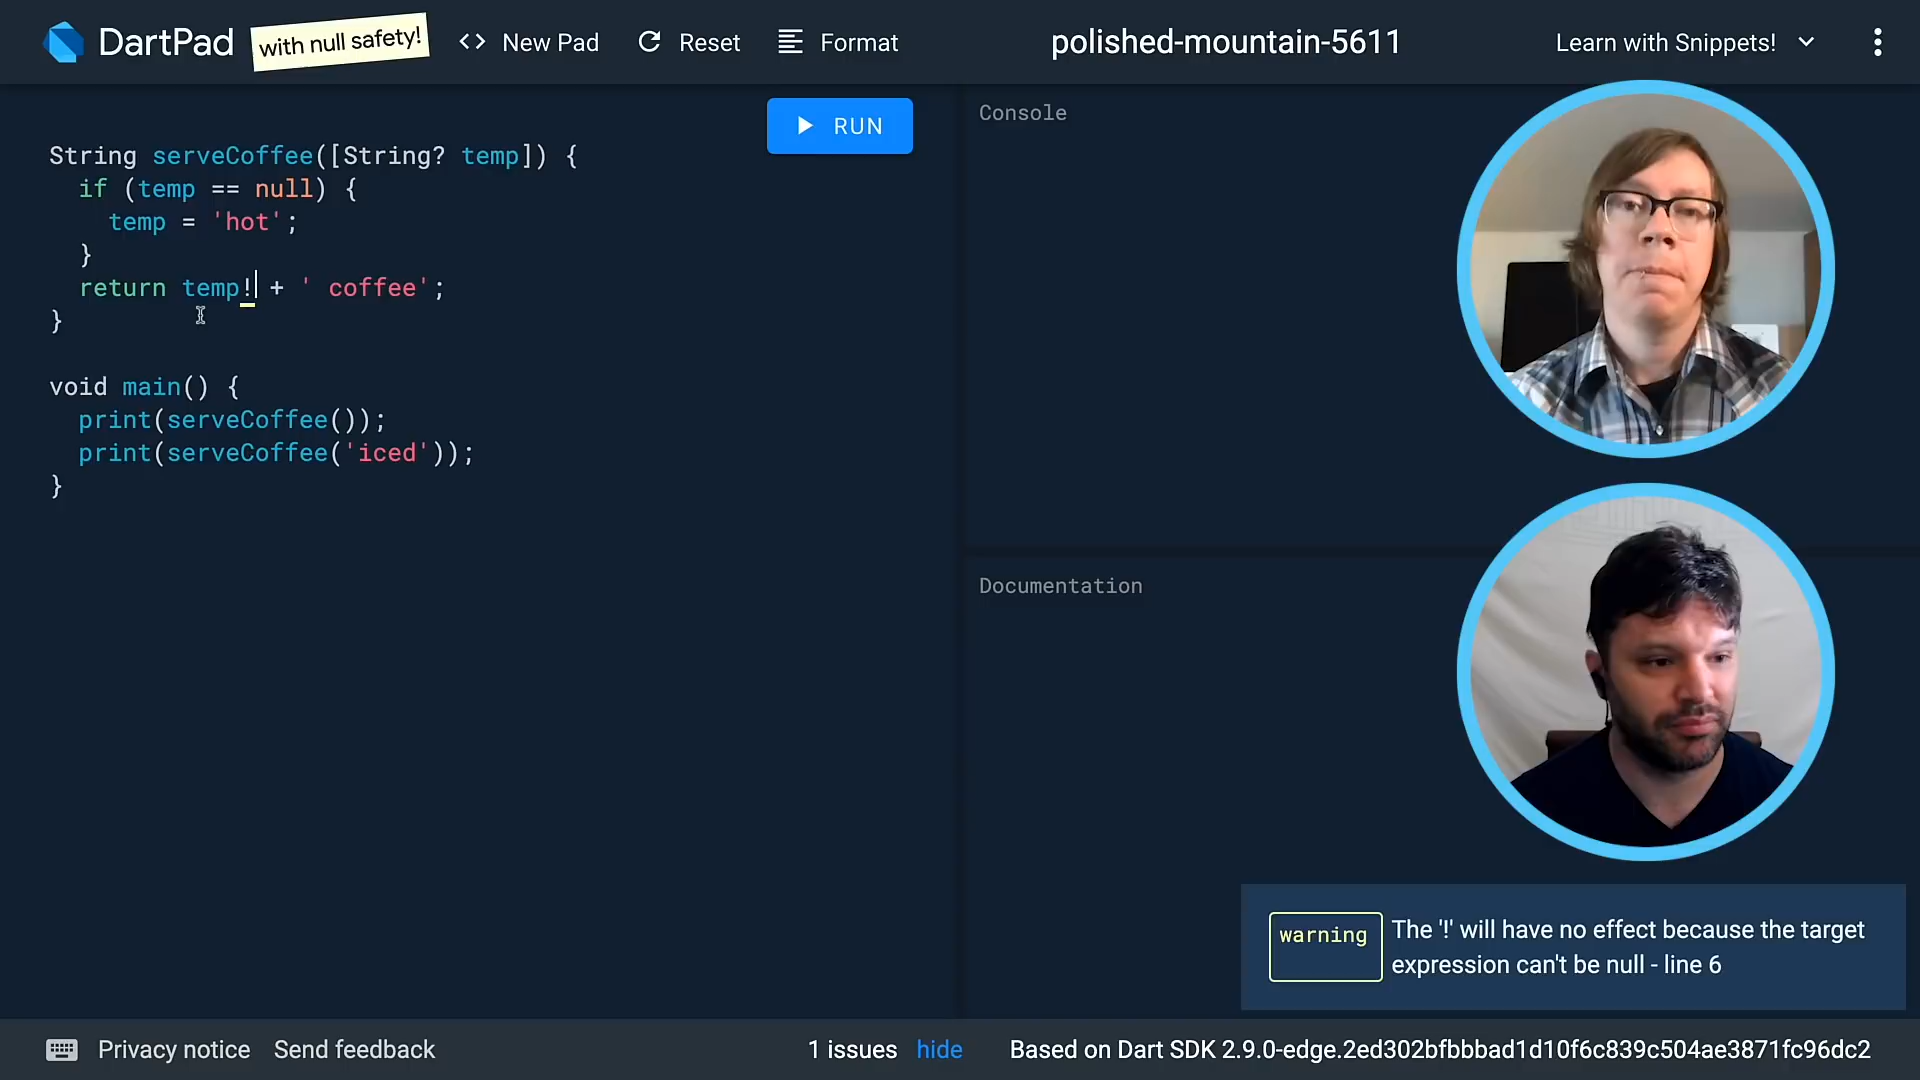 DartPad with null safety! <> New Pad Reset Format polished-mountain-5611 Learn with Snippets!
RUN
String serveCoffee([String? temp]) {
  if (temp == null) {
    temp = 'hot';
  }
  return temp! + ' coffee';
}
void main() {
  print(serveCoffee());
  print(serveCoffee('iced'));
}
Console
Documentation
warning
The '!' will have no effect because the target
expression can't be null - line 6
Privacy notice Send feedback 1 issues hide Based on Dart SDK 2.9.0-edge.2ed302bfbbbad1d10f6c839c504ae3871fc96dc2